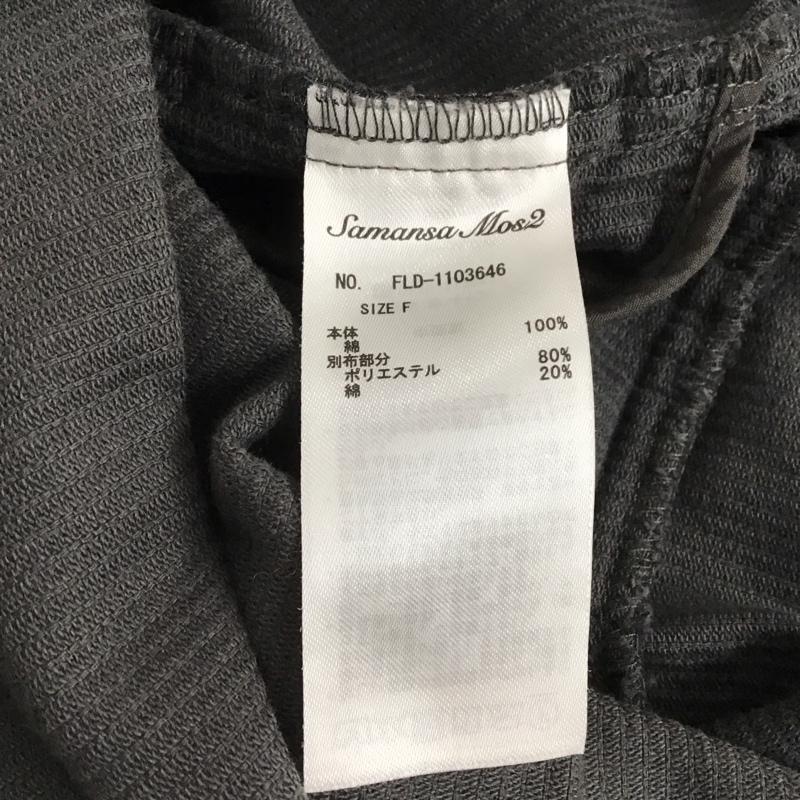 Samansa Mos2
NO. FLD-1103646
SIZE F
本体
綿 100%
別布部分
ポリエステル 80%
綿 20%